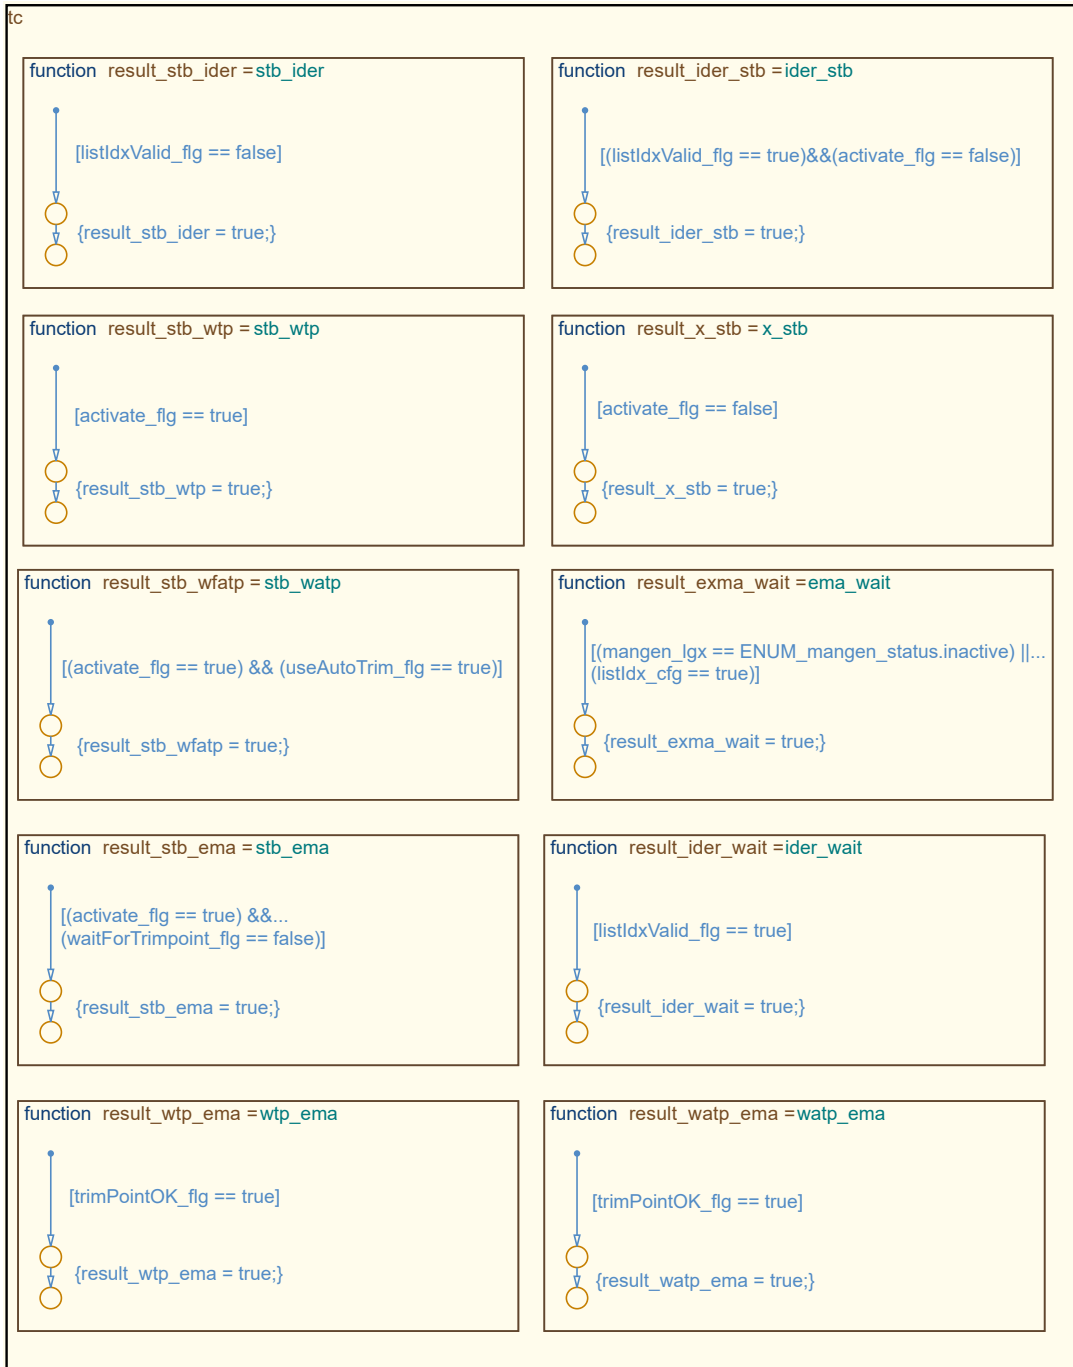 tc
function result_stb_ider = stb_ider
[listIdxValid_flg == false]
{result_stb_ider = true;}
function result_ider_stb = ider_stb
[(listIdxValid_flg == true)&&(activate_flg == false)]
{result_ider_stb = true;}
function result_stb_wtp = stb_wtp
[activate_flg == true]
{result_stb_wtp = true;}
function result_x_stb = x_stb
[activate_flg == false]
{result_x_stb = true;}
function result_stb_wfatp = stb_watp
[(activate_flg == true) && (useAutoTrim_flg == true)]
{result_stb_wfatp = true;}
function result_exma_wait = ema_wait
[(mangen_lgx == ENUM_mangen_status.inactive) ||...
(listIdx_cfg == true)]
{result_exma_wait = true;}
function result_stb_ema = stb_ema
[(activate_flg == true) &&...
(waitForTrimpoint_flg == false)]
{result_stb_ema = true;}
function result_ider_wait = ider_wait
[listIdxValid_flg == true]
{result_ider_wait = true;}
function result_wtp_ema = wtp_ema
[trimPointOK_flg == true]
{result_wtp_ema = true;}
function result_watp_ema = watp_ema
[trimPointOK_flg == true]
{result_watp_ema = true;}